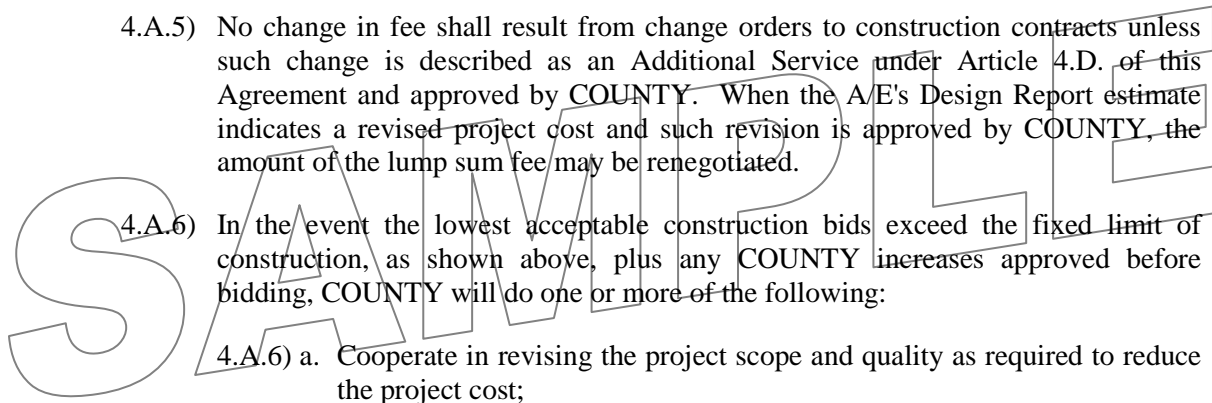 4.A.5) No change in fee shall result from change orders to construction contracts unless
such change is described as an Additional Service under Article 4.D. of this
Agreement and approved by COUNTY. When the A/E's Design Report estimate
indicates a revised project cost and such revision is approved by COUNTY, the
amount of the lump sum fee may be renegotiated.
4.A.6) In the event the lowest acceptable construction bids exceed the fixed limit of
construction, as shown above, plus any COUNTY increases approved before
bidding, COUNTY will do one or more of the following:
4.A.6) a. Cooperate in revising the project scope and quality as required to reduce
the project cost;
SAMPLE